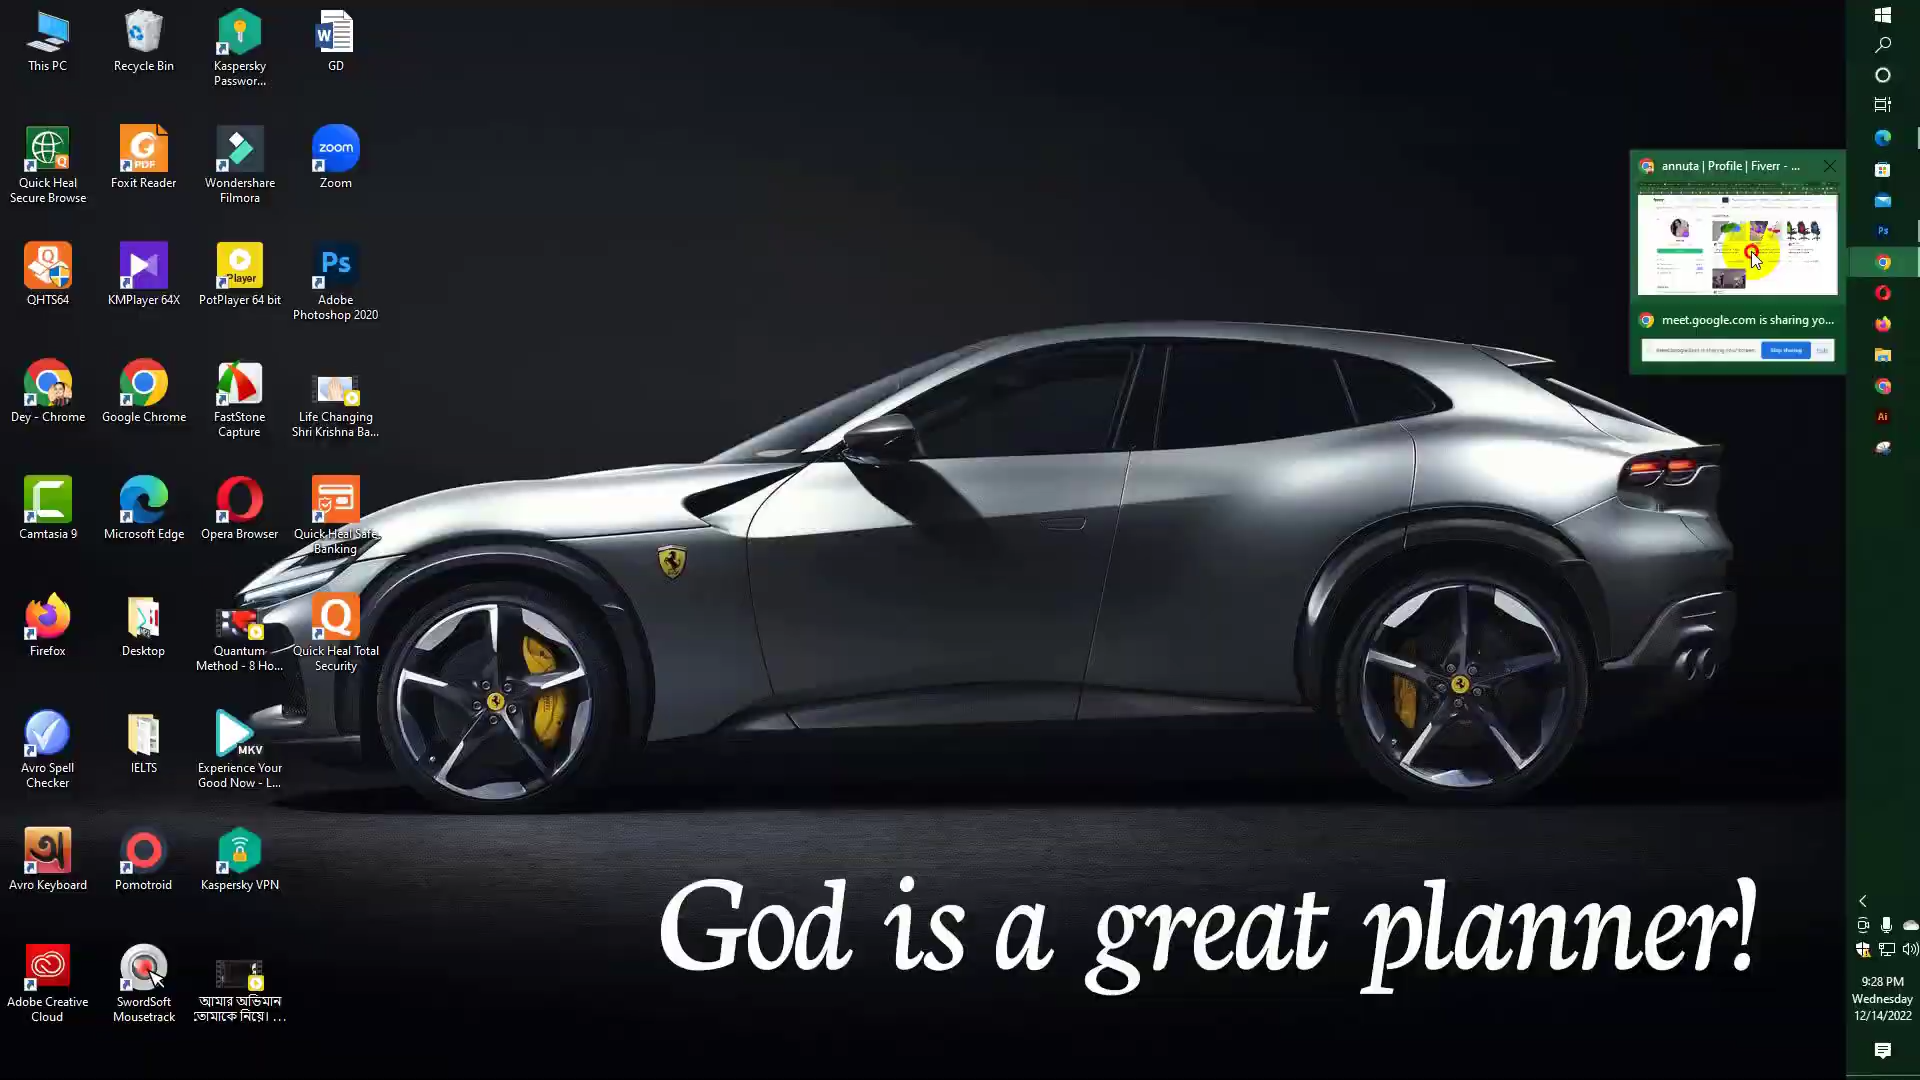 This PC
Recycle Bin
Kaspersky
Passwor...
GD
Quick Heal
Secure Browse
Foxit Reader
Wondershare
Filmora
zoom
Zoom
QHTS64
KMPlayer 64X
PotPlayer 64 bit
Adobe
Photoshop 2020
Dey - Chrome
Google Chrome
FastStone
Capture
Life Changing
Shri Krishna Ba...
Camtasia 9
Microsoft Edge
Opera Browser
Quick Heal Safe
Banking
Firefox
Desktop
Quantum
Method - 8 Ho...
Quick Heal Total
Security
Avro Spell
Checker
IELTS
MKV
Experience Your
Good Now - L...
Avro Keyboard
Pomotroid
Kaspersky VPN
Adobe Creative
Cloud
SwordSoft
Mousetrack
আমার অভিমান
তোমাকে নিয়ে। ...
God is a great planner!
annuta | Profile | Fiverr - ...
meet.google.com is sharing yo...
Stop sharing
Hide
9:28 PM
Wednesday
12/14/2022